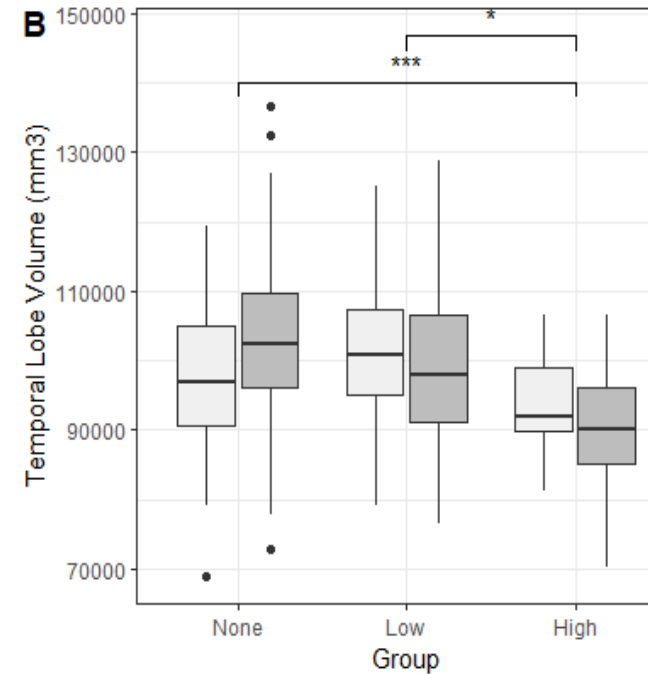 B
150000
*
***
130000
110000
90000
70000
Temporal Lobe Volume (mm3)
None Low High
Group